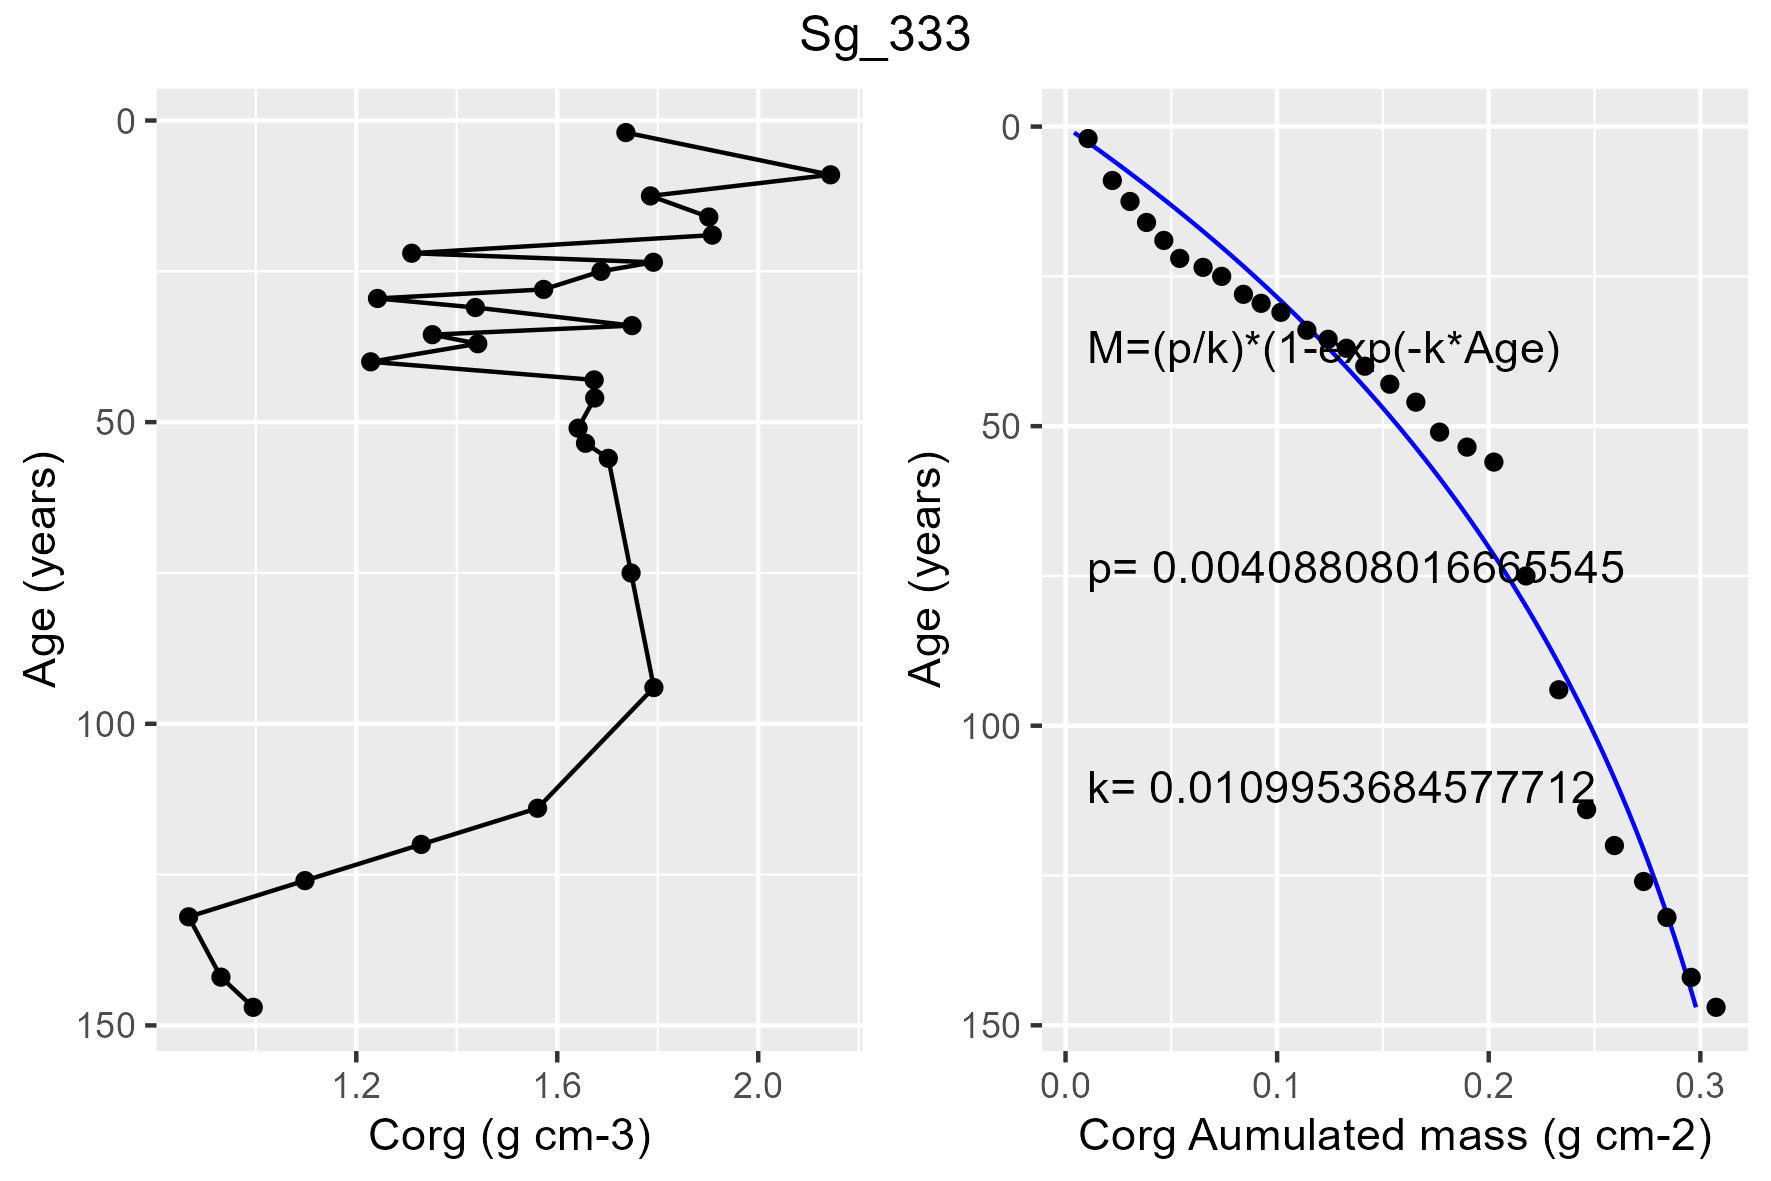 Sg_333
0
50
100
150
Age (years)
1.2 1.6 2.0
Corg (g cm-3)
0
50
100
150
Age (years)
M=(p/k)*(1-exp(-k*Age)
p= 0.00408808016665545
k= 0.0109953684577712
0.0 0.1 0.2 0.3
Corg Aumulated mass (g cm-2)